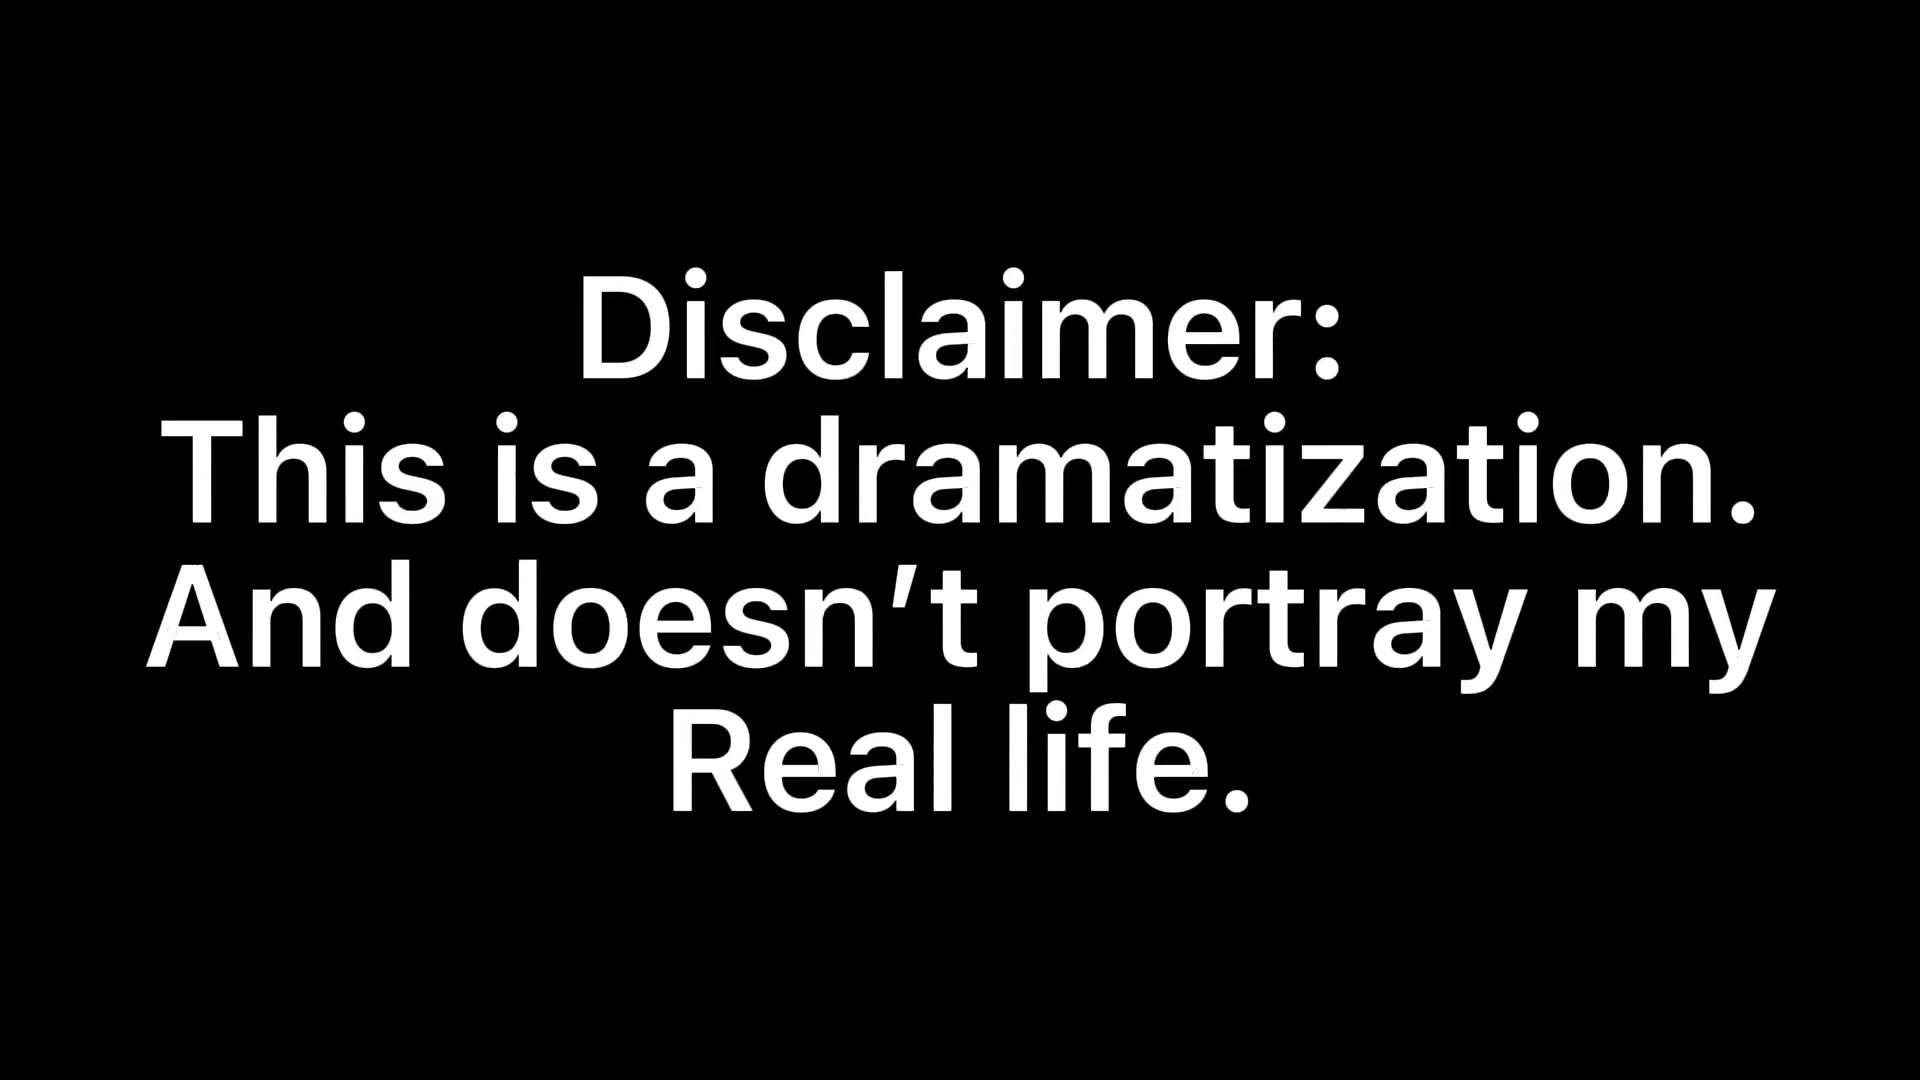 Disclaimer:
This is a dramatization.
And doesn’t portray my
Real life.